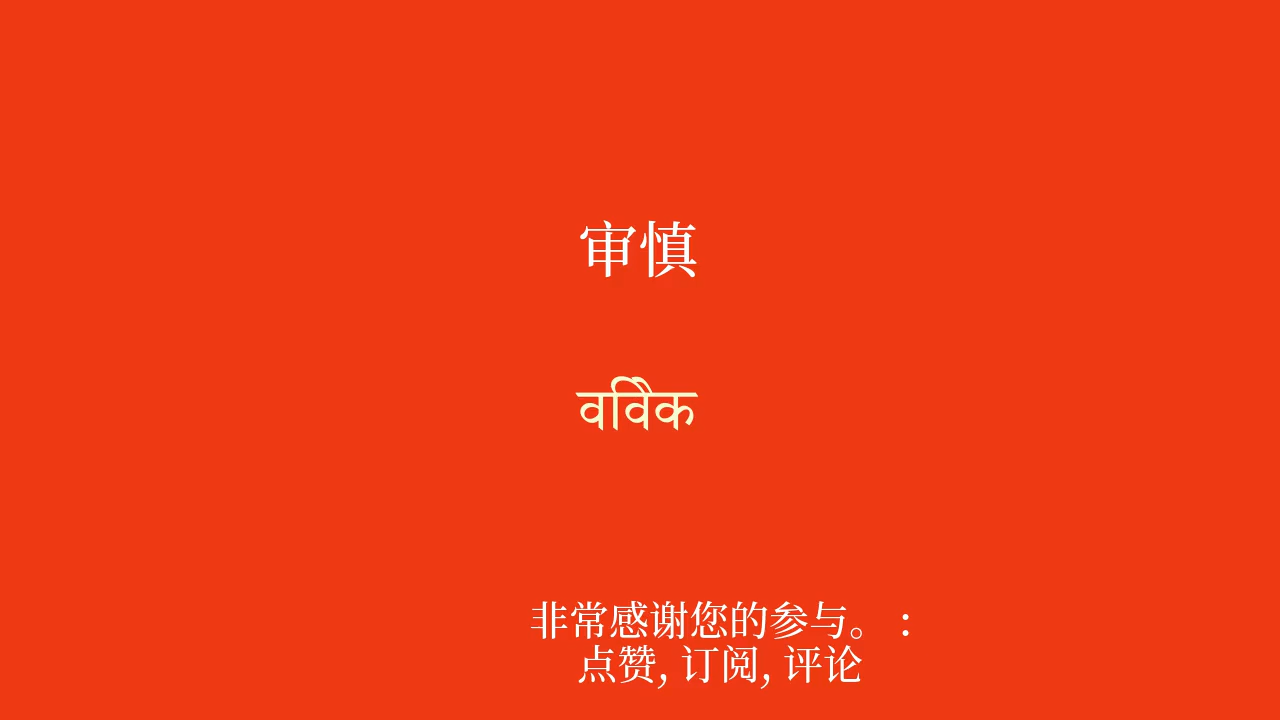 审慎
विवेक
非常感谢您的参与。 :
点赞, 订阅, 评论